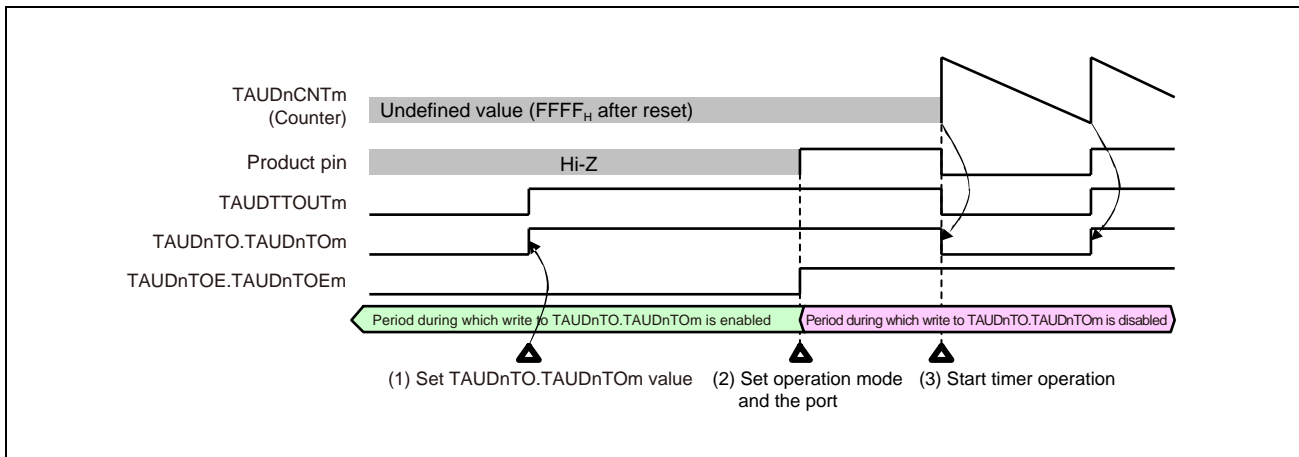 TAUDnCNTm
(Counter)
Undefined value (FFFFH after reset)
Product pin
Hi-Z
TAUDTTOUTm
TAUDnTO.TAUDnTOm
TAUDnTOE.TAUDnTOEm
Period during which write to TAUDnTO.TAUDnTOm is enabled
Period during which write to TAUDnTO.TAUDnTOm is disabled
(1) Set TAUDnTO.TAUDnTOm value
(2) Set operation mode
and the port
(3) Start timer operation